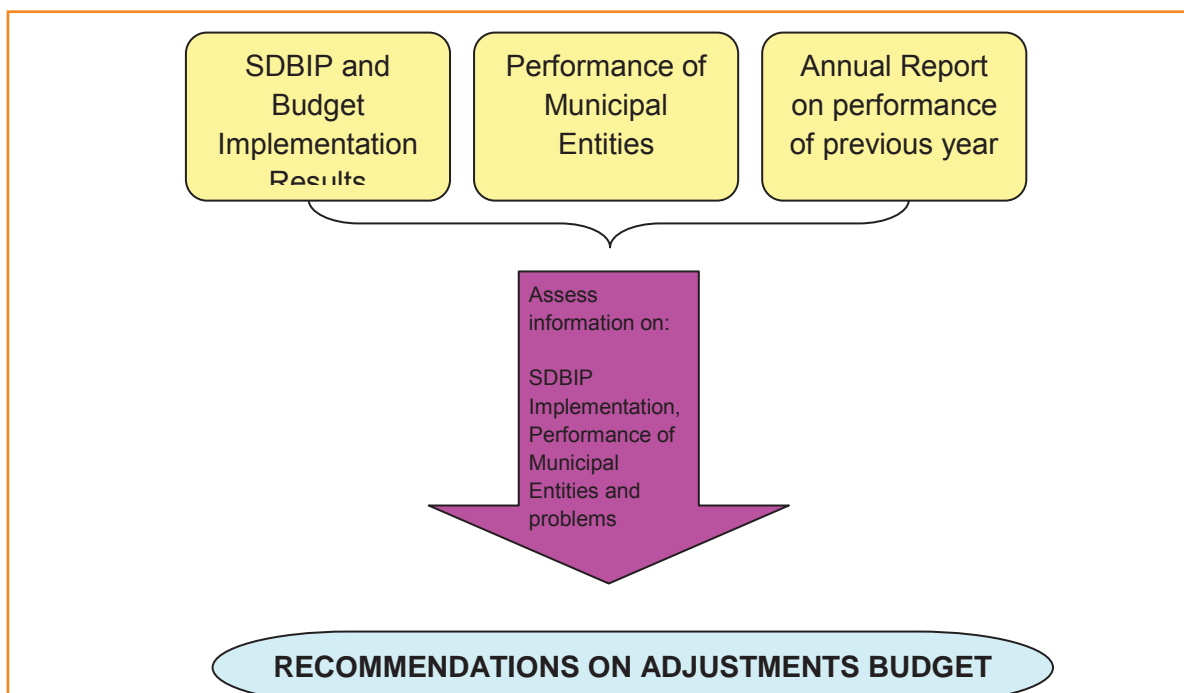 SDBIP and
Budget
Implementation
Results
Performance of
Municipal
Entities
Annual Report
on performance
of previous year
Assess
information on:
SDBIP
Implementation,
Performance of
Municipal
Entities and
problems
RECOMMENDATIONS ON ADJUSTMENTS BUDGET